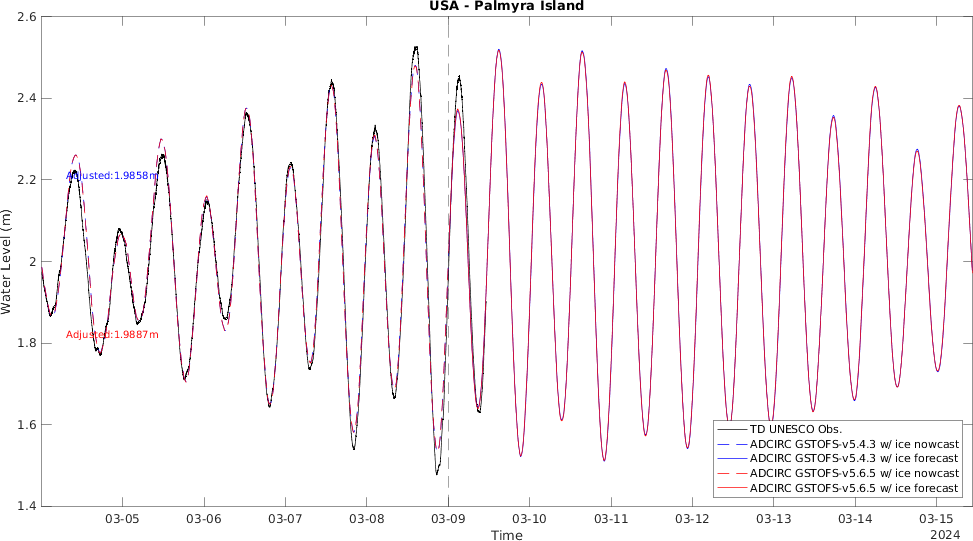 USA - Palmyra Island
2.6
2.4
2.2
2
1.8
1.6
1.4
Water Level (m)
Adjusted:1.9858m
Adjusted:1.9887m
TD UNESCO Obs.
ADCIRC GSTOFS-v5.4.3 w/ ice nowcast
ADCIRC GSTOFS-v5.4.3 w/ ice forecast
ADCIRC GSTOFS-v5.6.5 w/ ice nowcast
ADCIRC GSTOFS-v5.6.5 w/ ice forecast
03-05 03-06 03-07 03-08 03-09 03-10 03-11 03-12 03-13 03-14 03-15
Time
2024